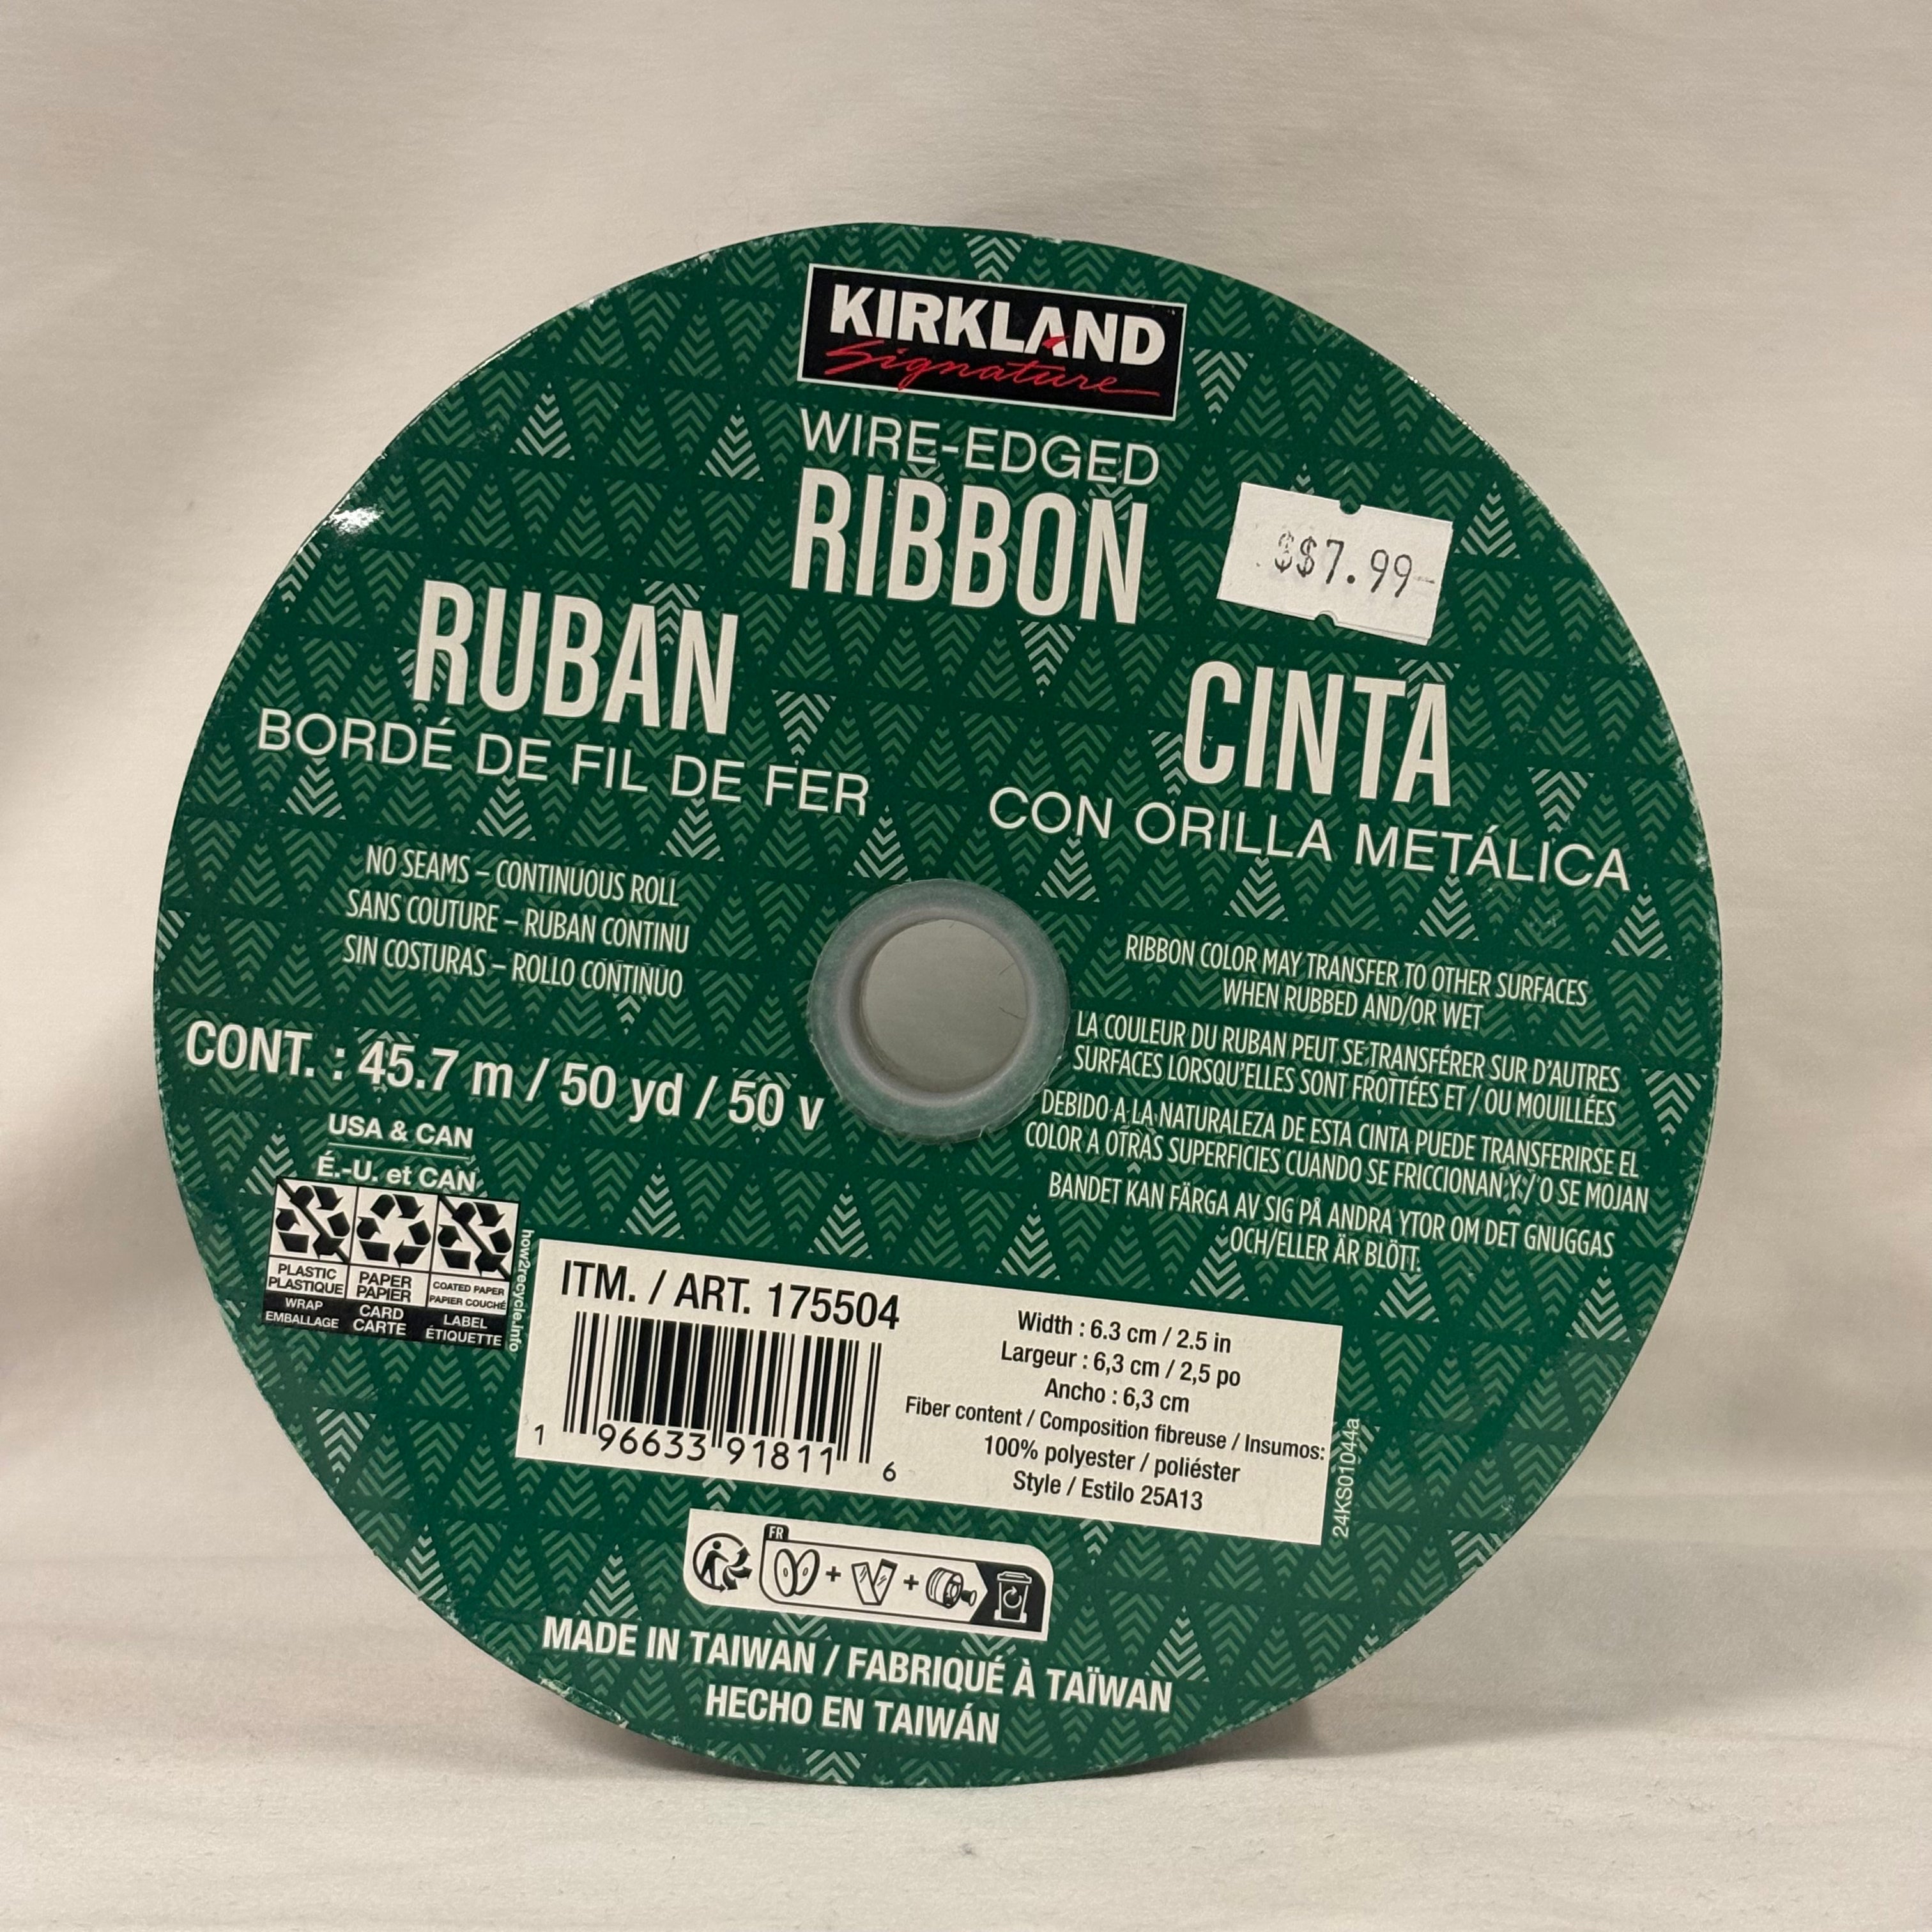 KIRKLAND
Signature
WIRE-EDGED
RIBBON
$$7.99
RUBAN
BORDÉ DE FIL DE FER
CINTA
CON ORILLA METÁLICA
NO SEAMS – CONTINUOUS ROLL
SANS COUTURE – RUBAN CONTINU
SIN COSTURAS – ROLLO CONTINUO
CONT. : 45.7 m / 50 yd / 50 v
RIBBON COLOR MAY TRANSFER TO OTHER SURFACES
WHEN RUBBED AND/OR WET
LA COULEUR DU RUBAN PEUT SE TRANSFÉRER SUR D'AUTRES
SURFACES LORSQU'ELLES SONT FROTTÉES ET / OU MOUILLÉES
DEBIDO A LA NATURALEZA DE ESTA CINTA PUEDE TRANSFERIRSE EL
COLOR A OTRAS SUPERFICIES CUANDO SE FRICCIONAN Y / O SE MOJAN
BANDET KAN FÄRGA AV SIG PÅ ANDRA YTOR OM DET GNUGGAS
OCH/ELLER ÄR BLÖTT.
USA & CAN
É.-U. et CAN
PLASTIC
PLASTIQUE
WRAP
EMBALLAGE
PAPER
PAPIER
CARD
CARTE
COATED PAPER
PAPIER COUCHÉ
LABEL
ÉTIQUETTE
how2recycle.info
ITM. / ART. 175504
1 96633 91811 6
Width : 6.3 cm / 2.5 in
Largeur : 6,3 cm / 2,5 po
Ancho : 6,3 cm
Fiber content / Composition fibreuse / Insumos:
100% polyester / poliéster
Style / Estilo 25A13
24KS01044a
FR
MADE IN TAIWAN / FABRIQUÉ À TAÏWAN
HECHO EN TAIWÁN